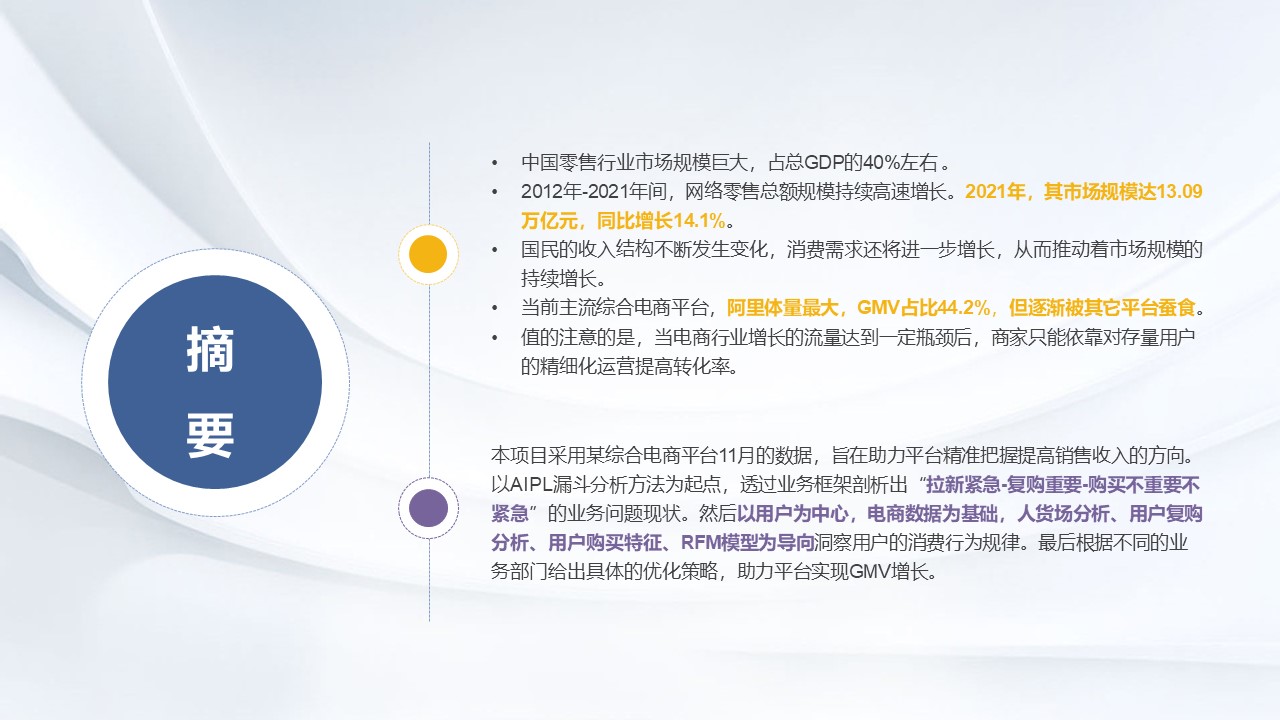 摘
要
• 中国零售行业市场规模巨大，占总GDP的40%左右 。
• 2012年-2021年间，网络零售总额规模持续高速增长。2021年，其市场规模达13.09
万亿元，同比增长14.1%。
• 国民的收入结构不断发生变化，消费需求还将进一步增长，从而推动着市场规模的
持续增长。
• 当前主流综合电商平台，阿里体量最大，GMV占比44.2%，但逐渐被其它平台蚕食。
• 值的注意的是，当电商行业增长的流量达到一定瓶颈后，商家只能依靠对存量用户
的精细化运营提高转化率。
本项目采用某综合电商平台11月的数据，旨在助力平台精准把握提高销售收入的方向。
以AIPL漏斗分析方法为起点，透过业务框架剖析出“拉新紧急-复购重要-购买不重要不
紧急”的业务问题现状。然后以用户为中心，电商数据为基础，人货场分析、用户复购
分析、用户购买特征、RFM模型为导向洞察用户的消费行为规律。最后根据不同的业
务部门给出具体的优化策略，助力平台实现GMV增长。